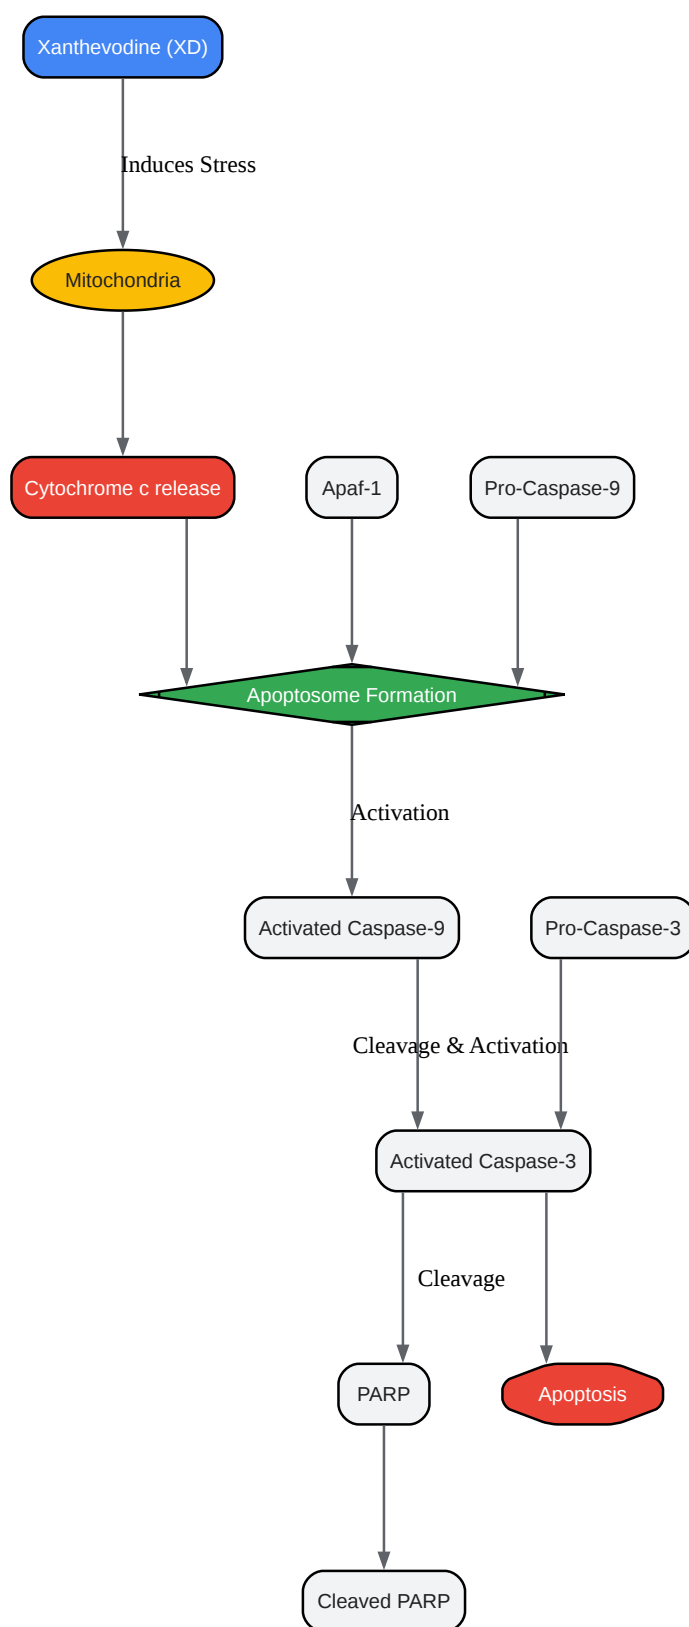 Xanthevodine (XD)
Induces Stress
Mitochondria
Cytochrome c release
Apaf-1
Pro-Caspase-9
Apoptosome Formation
Activation
Activated Caspase-9
Pro-Caspase-3
Cleavage & Activation
Activated Caspase-3
Cleavage
PARP
Apoptosis
Cleaved PARP